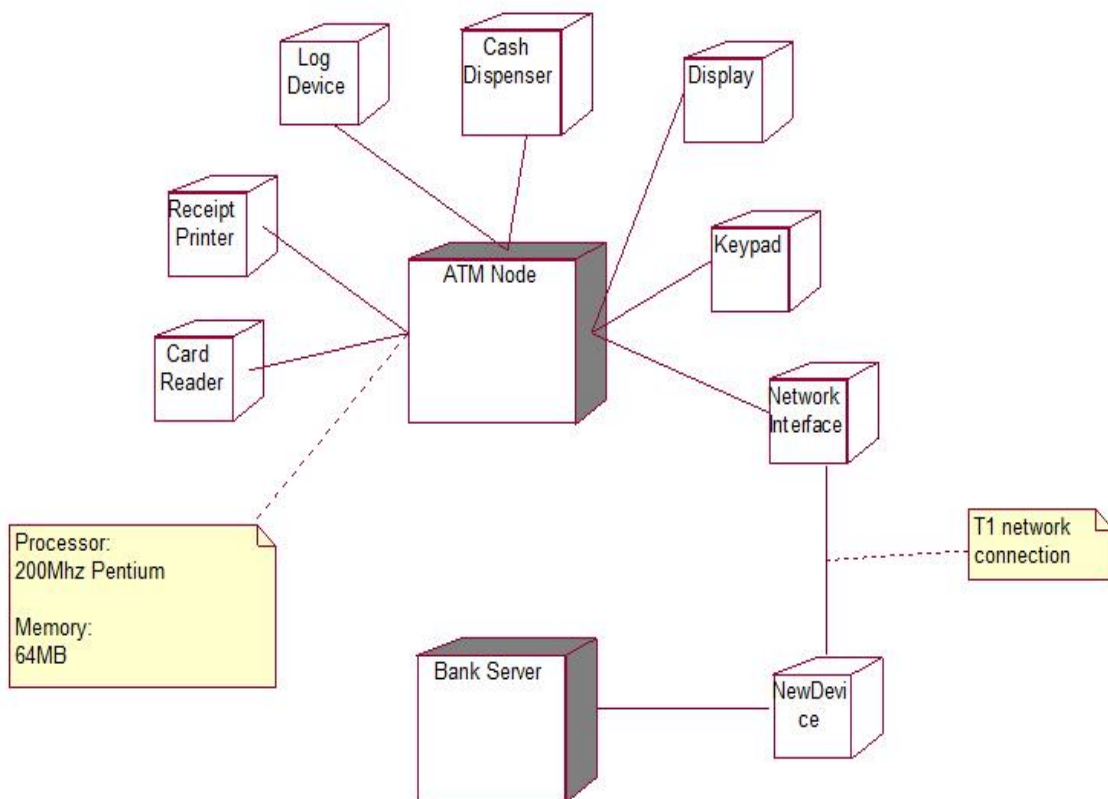 Log
Device
Cash
Dispenser
Display
Receipt
Printer
ATM Node
Keypad
Card
Reader
Network
Interface
Processor:
200Mhz Pentium
Memory:
64MB
T1 network
connection
Bank Server
NewDevi
ce